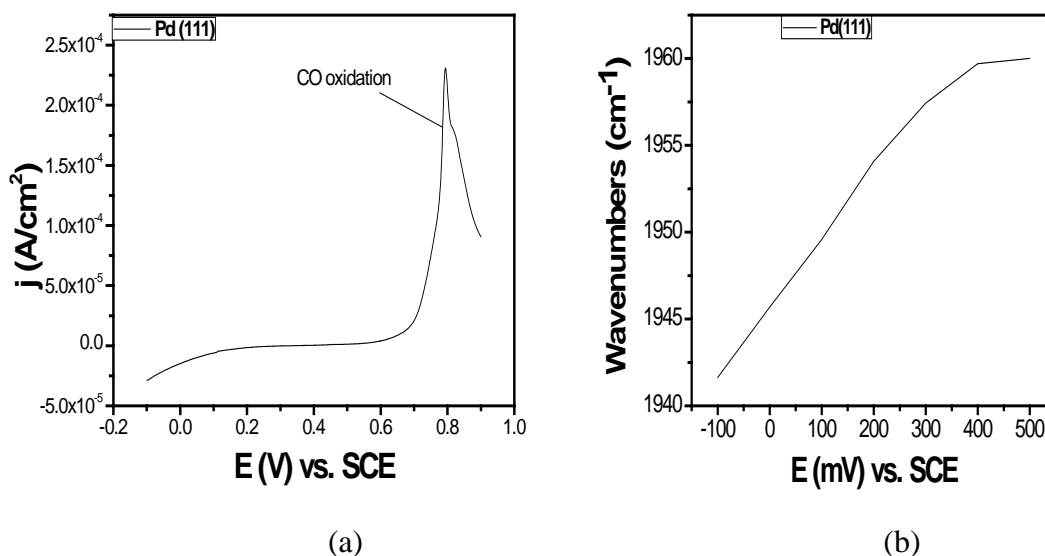 Pd (111)
2.5x10-4
2.0x10-4
1.5x10-4
1.0x10-4
5.0x10-5
0.0
-5.0x10-5
j (A/cm2)
CO oxidation
-0.2 0.0 0.2 0.4 0.6 0.8 1.0
E (V) vs. SCE
(a)
Pd(111)
1960
1955
1950
1945
1940
Wavenumbers (cm-1)
-100 0 100 200 300 400 500
E (mV) vs. SCE
(b)